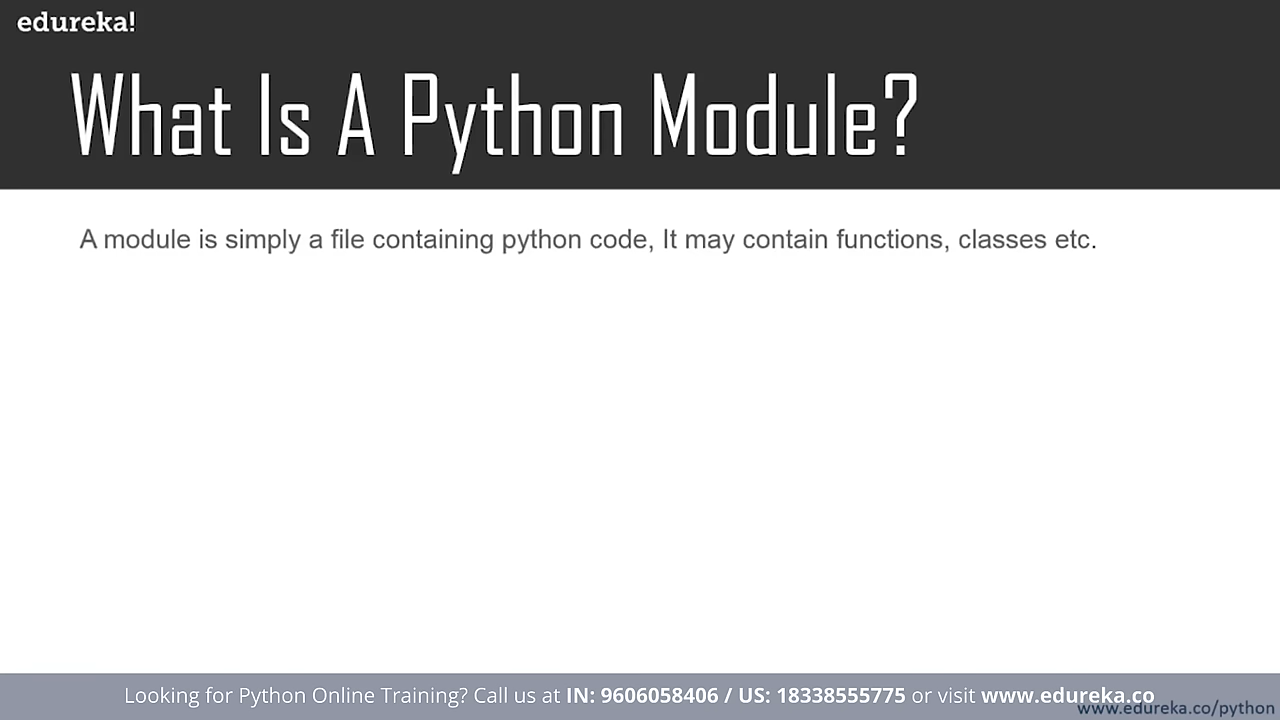 edureka!
What Is A Python Module?
A module is simply a file containing python code, It may contain functions, classes etc.
Looking for Python Online Training? Call us at IN: 9606058406 / US: 18338555775 or visit www.edureka.co
www.edureka.co/python